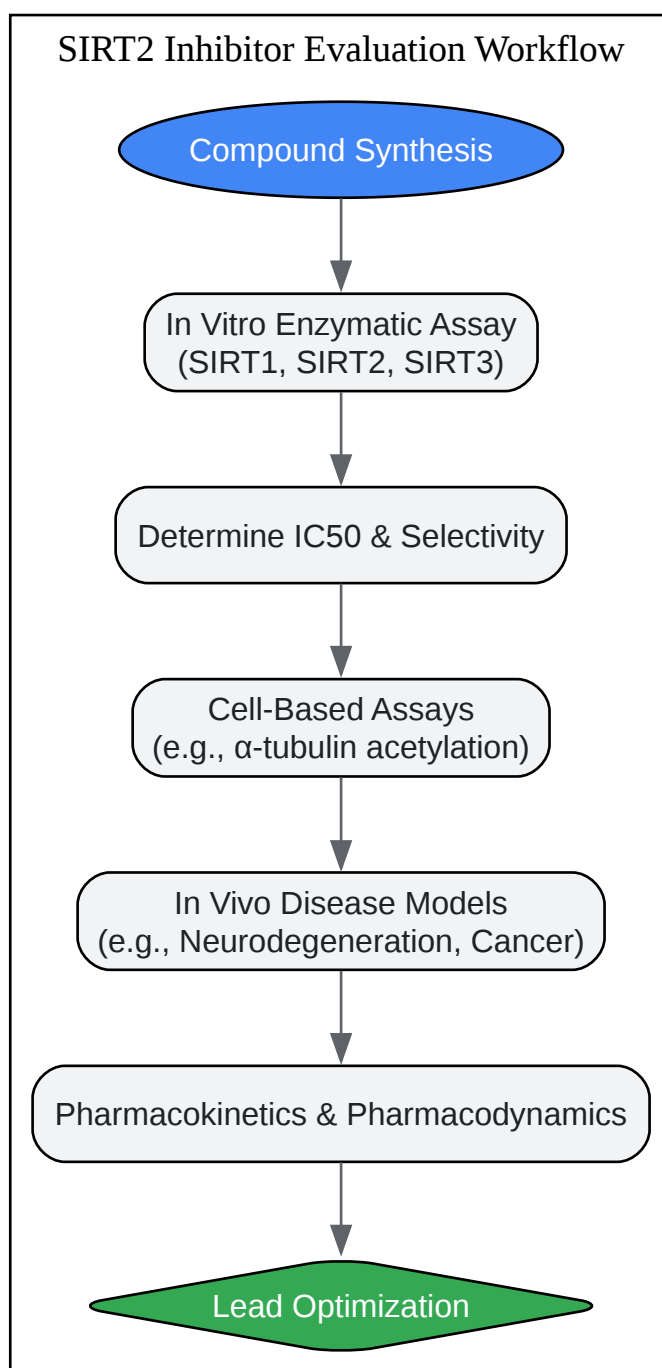 SIRT2 Inhibitor Evaluation Workflow
Compound Synthesis
In Vitro Enzymatic Assay
(SIRT1, SIRT2, SIRT3)
Determine IC50 & Selectivity
Cell-Based Assays
(e.g., α-tubulin acetylation)
In Vivo Disease Models
(e.g., Neurodegeneration, Cancer)
Pharmacokinetics & Pharmacodynamics
Lead Optimization